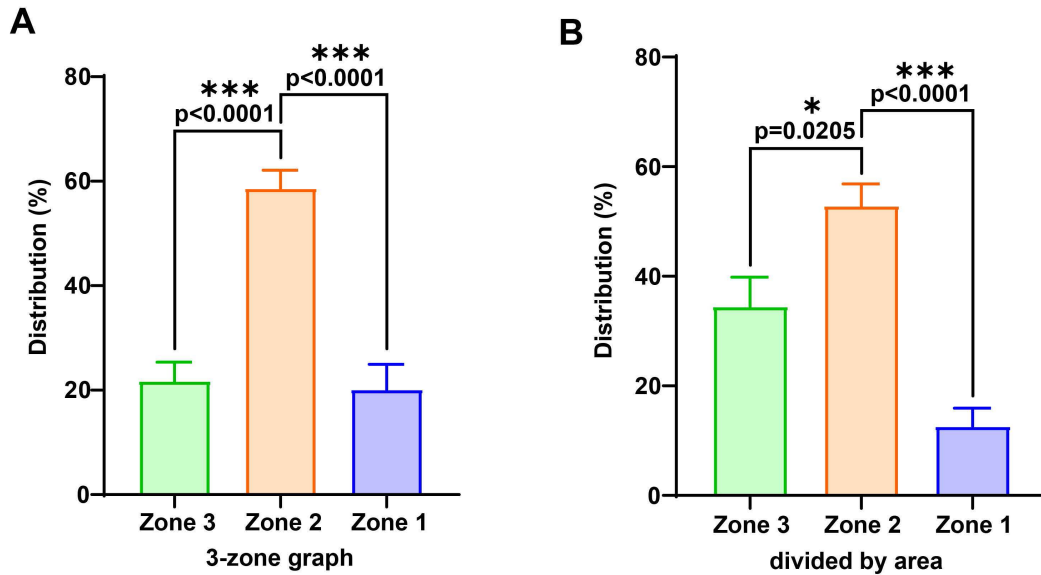 A
***
p<0.0001
***
p<0.0001
Distribution (%)
80
60
40
20
0
Zone 3 Zone 2 Zone 1
3-zone graph
B
*
p=0.0205
***
p<0.0001
Distribution (%)
80
60
40
20
0
Zone 3 Zone 2 Zone 1
divided by area